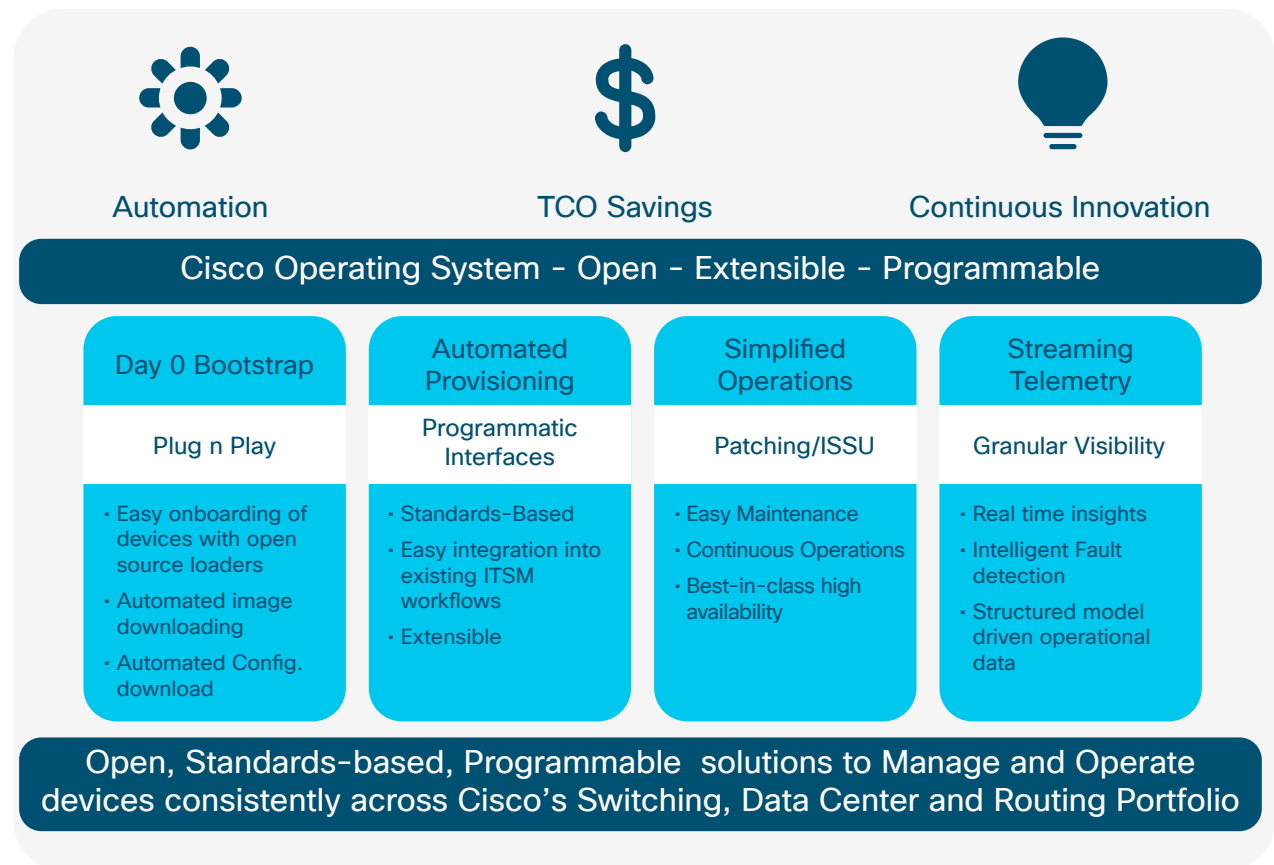 Automation
TCO Savings
Continuous Innovation
Cisco Operating System - Open - Extensible - Programmable
Day 0 Bootstrap
Plug n Play
· Easy onboarding of
devices with open
source loaders
· Automated image
downloading
· Automated Config.
download
Automated
Provisioning
Programmatic
Interfaces
· Standards-Based
· Easy integration into
existing ITSM
workflows
· Extensible
Simplified
Operations
Patching/ISSU
· Easy Maintenance
· Continuous Operations
· Best-in-class high
availability
Streaming
Telemetry
Granular Visibility
· Real time insights
· Intelligent Fault
detection
· Structured model
driven operational
data
Open, Standards-based, Programmable solutions to Manage and Operate
devices consistently across Cisco's Switching, Data Center and Routing Portfolio